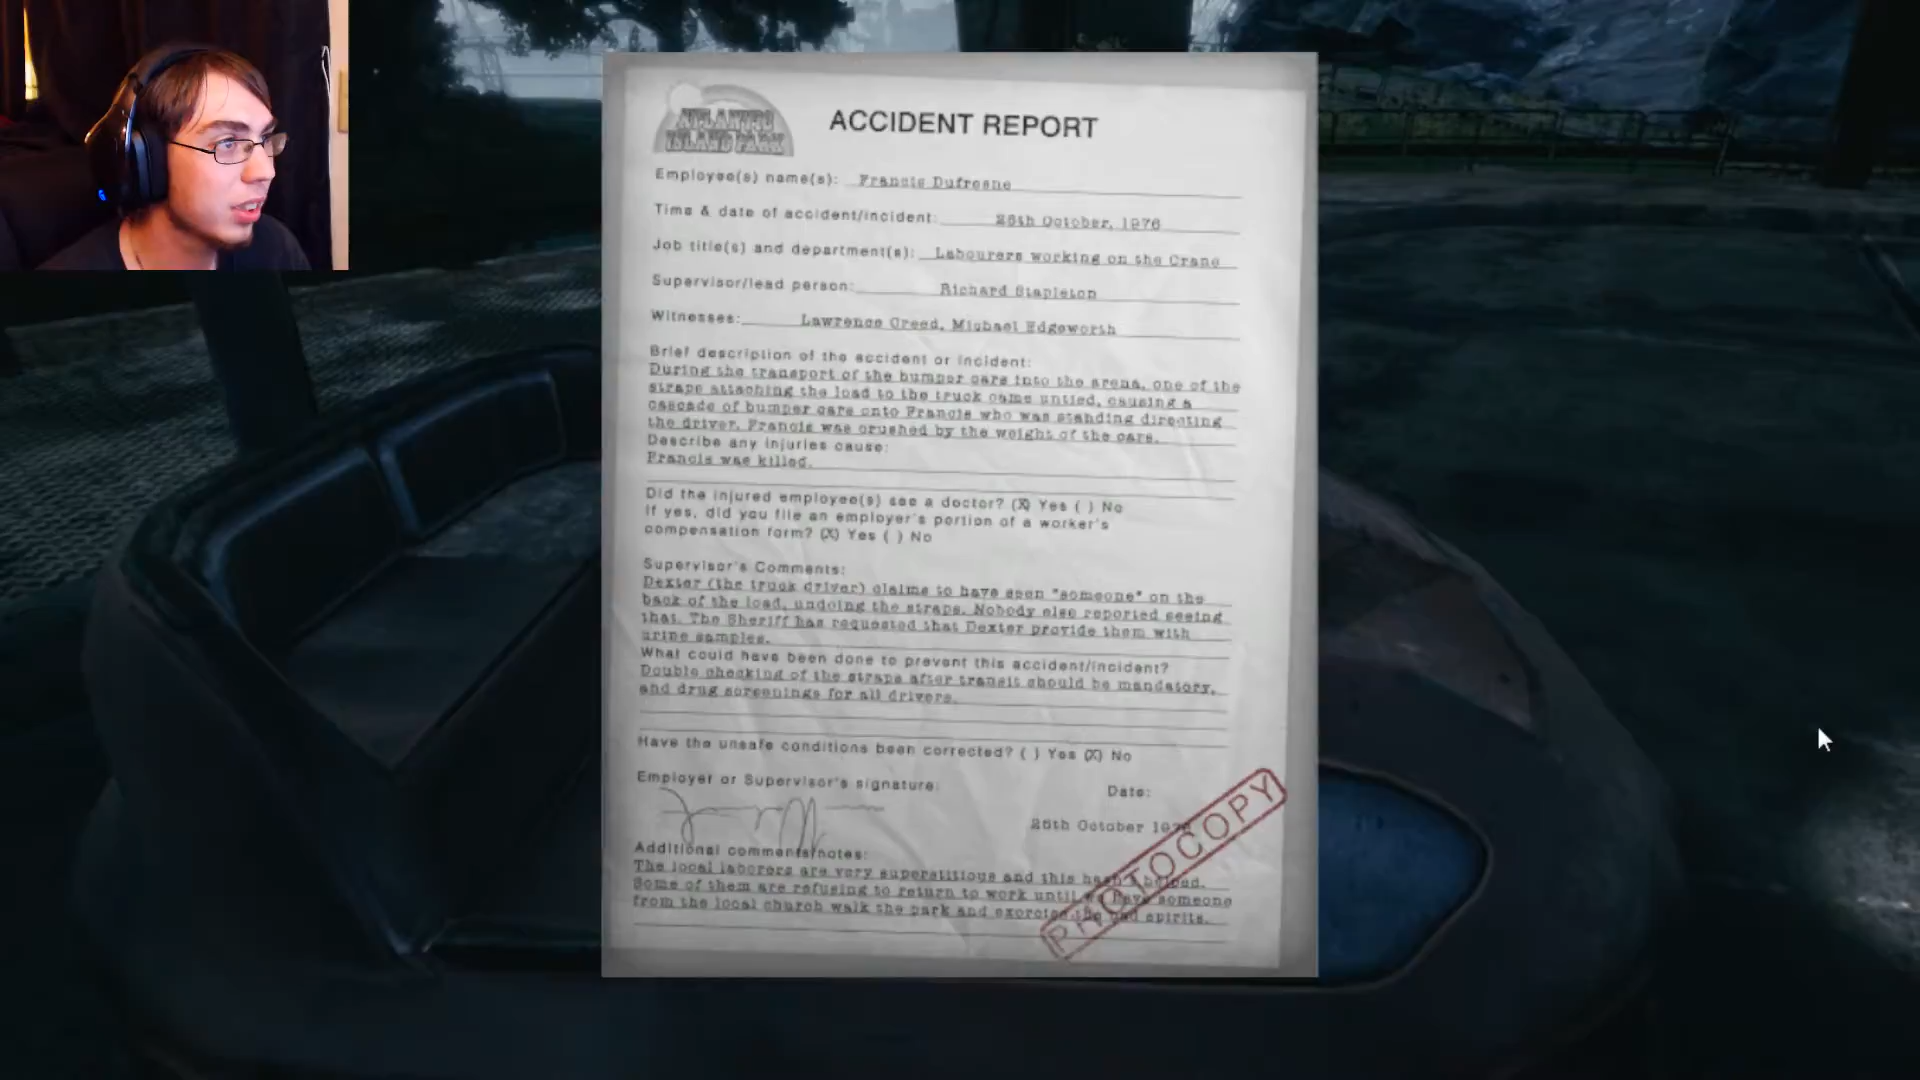 ATLANTIC
ISLAND PARK
ACCIDENT REPORT
Employee(s) name(s): Francis Dufresne
Time & date of accident/incident: 26th October, 1976
Job title(s) and department(s): Labourers working on the Crane
Supervisor/lead person: Richard Stapleton
Witnesses: Lawrence Creed, Michael Edgeworth
Brief description of the accident or incident:
During the transport of the bumper cars into the arena, one of the
straps attaching the load to the truck came untied, causing a
cascade of bumper cars onto Francis who was standing directing
the driver. Francis was crushed by the weight of the cars.
Describe any injuries cause:
Francis was killed.
Did the injured employee(s) see a doctor? (X) Yes ( ) No
If yes, did you file an employer's portion of a worker's
compensation form? (X) Yes ( ) No
Supervisor's Comments:
Dexter (the truck driver) claims to have seen "someone" on the
back of the load, undoing the straps. Nobody else reported seeing
that. The Sheriff has requested that Dexter provide them with
urine samples.
What could have been done to prevent this accident/incident?
Double checking of the straps after transit should be mandatory,
and drug screenings for all drivers.
Have the unsafe conditions been corrected? ( ) Yes (X) No
Employer or Supervisor's signature:
Date:
26th October 1976
Additional comments/notes:
The local laborers are very superstitious and this hasn't helped.
Some of them are refusing to return to work until we have someone
from the local church walk the park and exorcise the bad spirits.
PHOTOCOPY